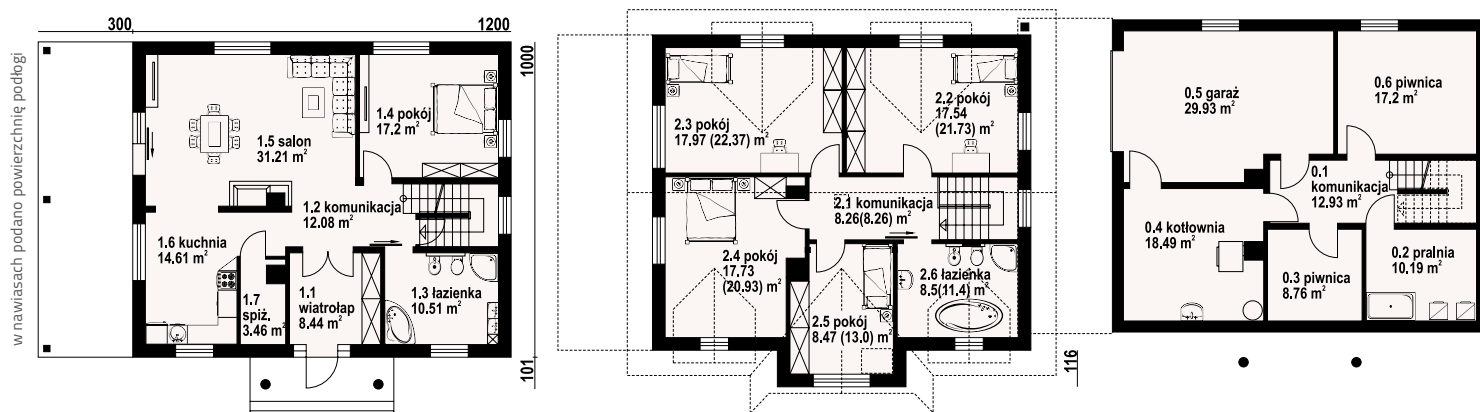 w nawiasach podano powierzchnię podłogi
300
1200
1000
101
1.5 salon
31.21 m²
1.4 pokój
17.2 m²
1.2 komunikacja
12.08 m²
1.6 kuchnia
14.61 m²
1.7
spiż.
3.46 m²
1.1
wiatrołap
8.44 m²
1.3 łazienka
10.51 m²
2.3 pokój
17.97 (22,37) m²
2.2 pokój
17.54
(21.73) m²
2.1 komunikacja
8.26(8.26) m²
2.4 pokój
17.73
(20.93) m²
2.5 pokój
8.47 (13.0) m²
2.6 łazienka
8.5(11.4) m²
116
0.5 garaż
29.93 m²
0.6 piwnica
17.2 m²
0.1
komunikacja
12.93 m²
0.4 kotłownia
18.49 m²
0.3 piwnica
8.76 m²
0.2 pralnia
10.19 m²